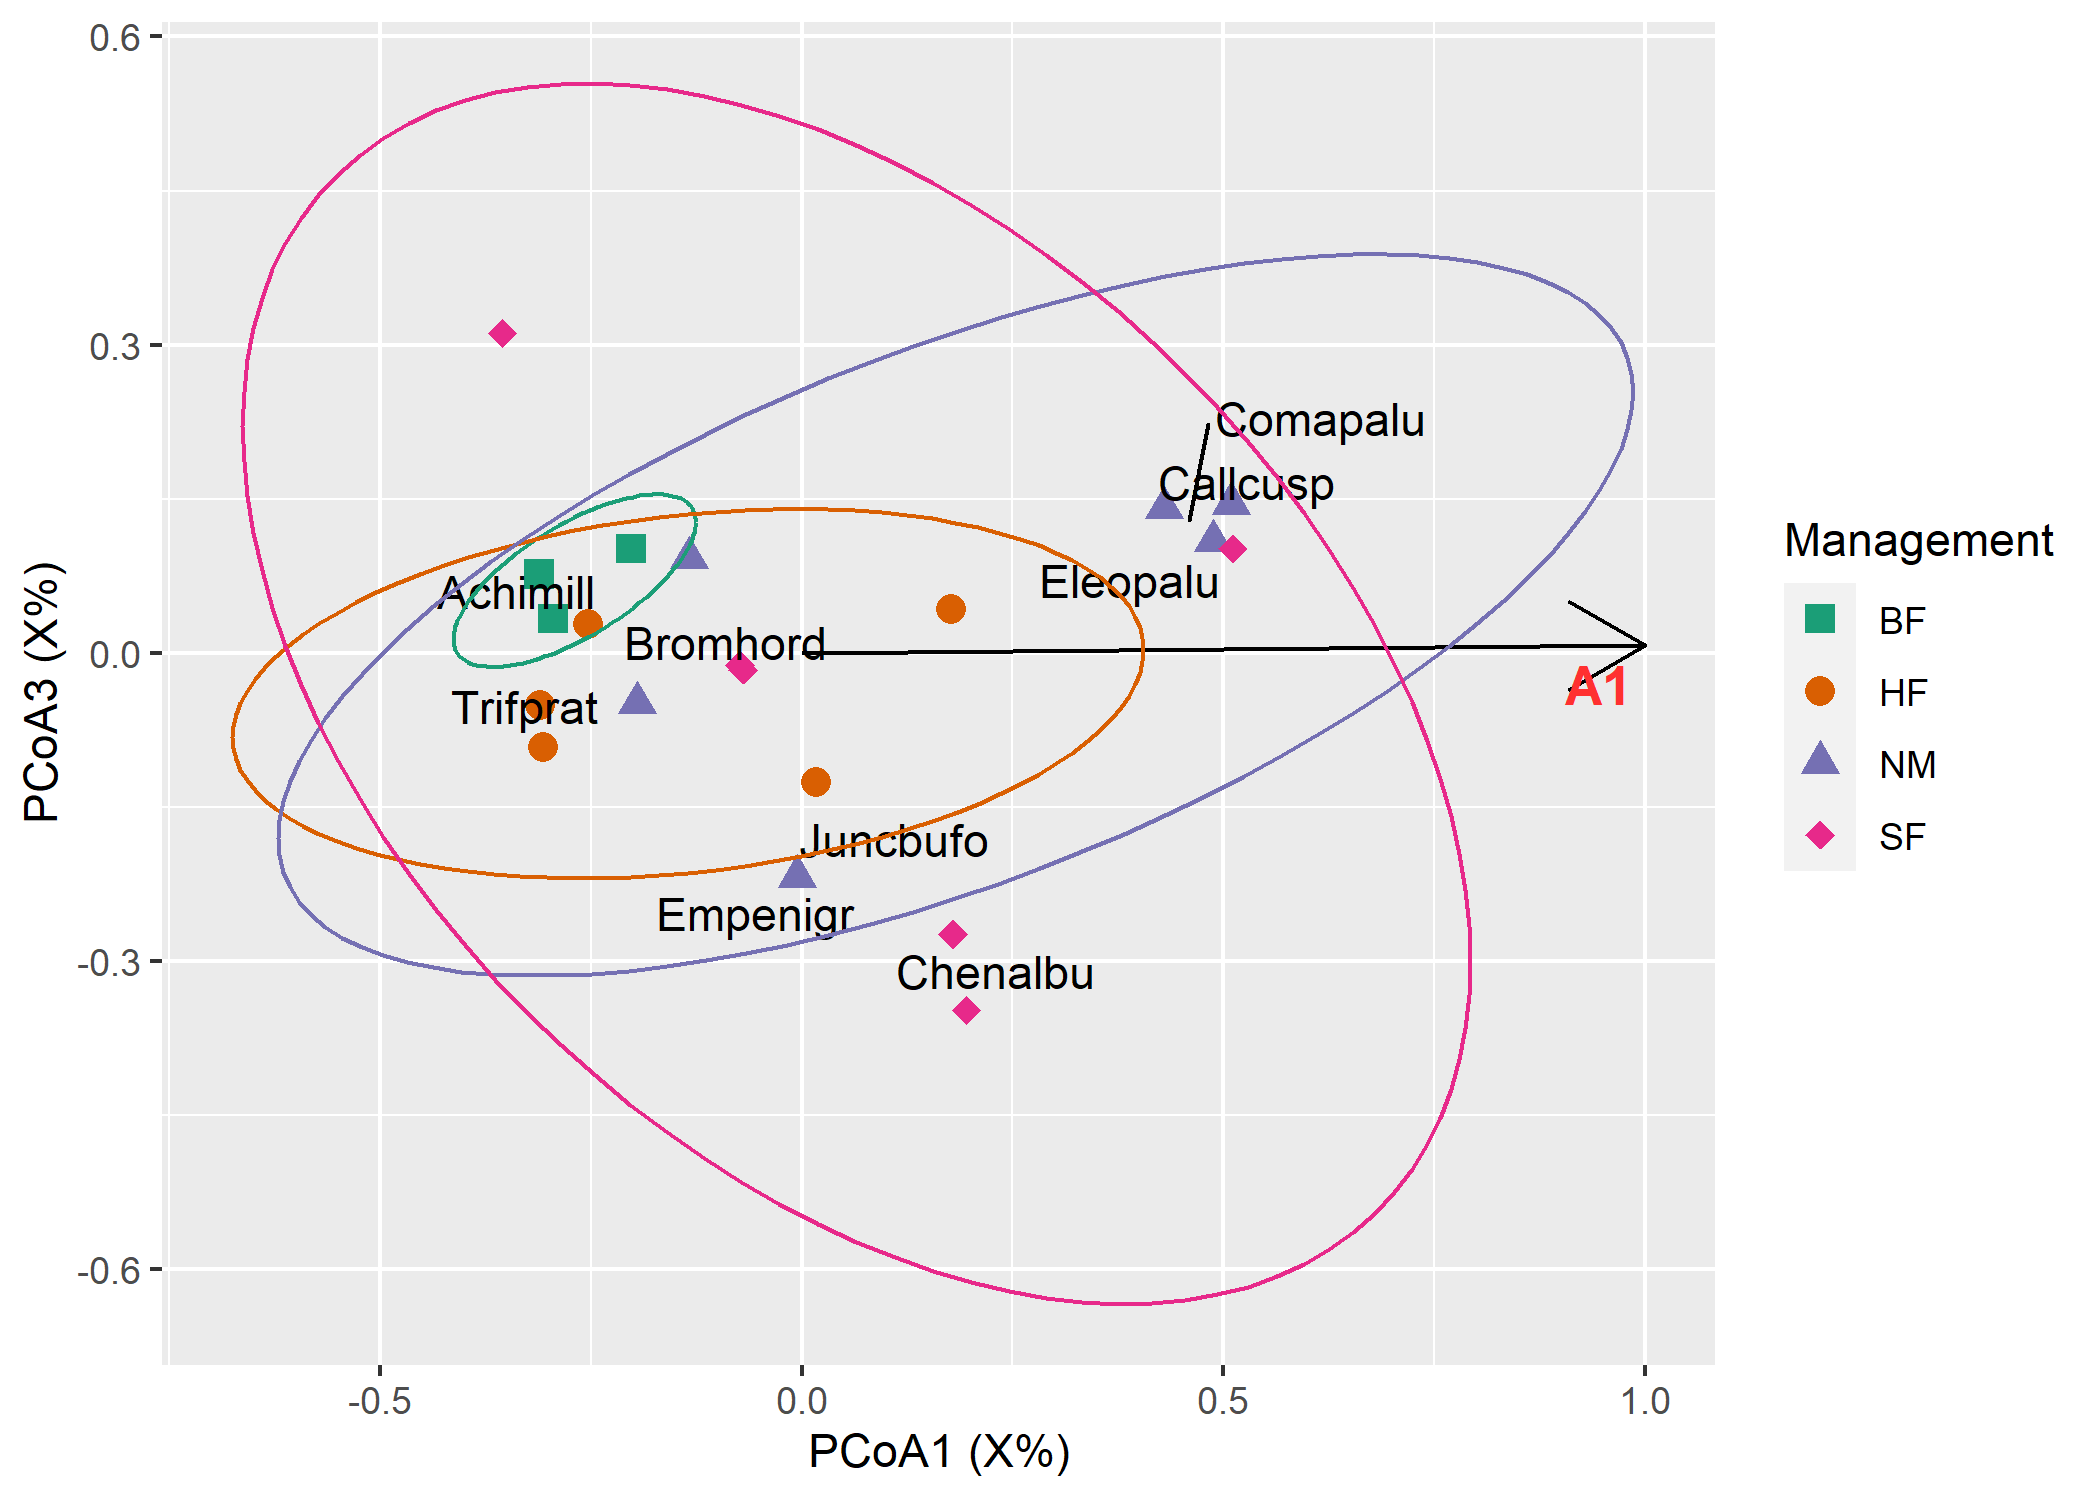 0.6
0.3
0.0
-0.3
-0.6
PCoA3 (X%)
Comapalu
Callcusp
Eleopalu
Achimill
Bromhord
A1
Trifprat
Juncbufo
Empenigr
Chenalbu
-0.5
0.0
0.5
1.0
PCoA1 (X%)
Management
BF
HF
NM
SF